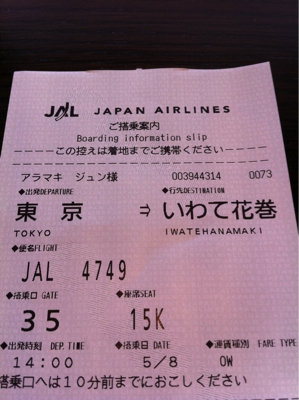 JAL JAPAN AIRLINES
ご搭乗案内
Boarding information slip
この控えは着地までご携帯ください
アラマキ ジュン様 003944314 0073
◆出発DEPARTURE ◆行先DESTINATION
東京 ⇒ いわて花巻
TOKYO IWATEHANAMAKI
◆便名FLIGHT
JAL 4749
◆搭乗口 GATE ◆座席SEAT
35 15K
◆出発時刻 DEP.TIME ◆搭乗日 DATE ◆運賃種別 FARE TYPE
14:00 5/8 OW
搭乗口へは10分前までにおこしください